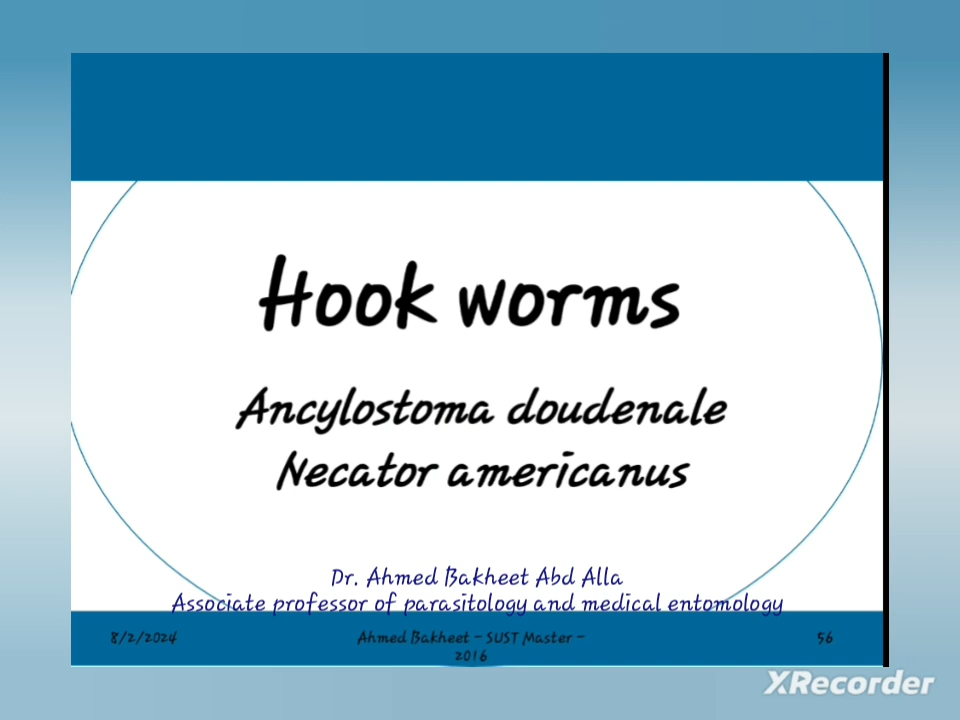 Hook worms
Ancylostoma doudenale
Necator americanus
Dr. Ahmed Bakheet Abd Alla
Associate professor of parasitology and medical entomology
8/2/2024
Ahmed Bakheet - SUST Master -
2016
56
XRecorder